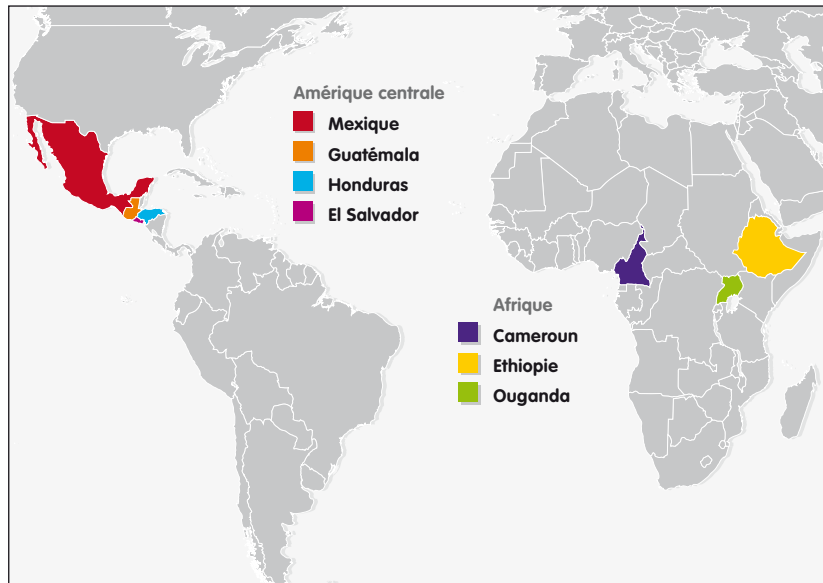 Amérique centrale
Mexique
Guatémala
Honduras
El Salvador
Afrique
Cameroun
Ethiopie
Ouganda